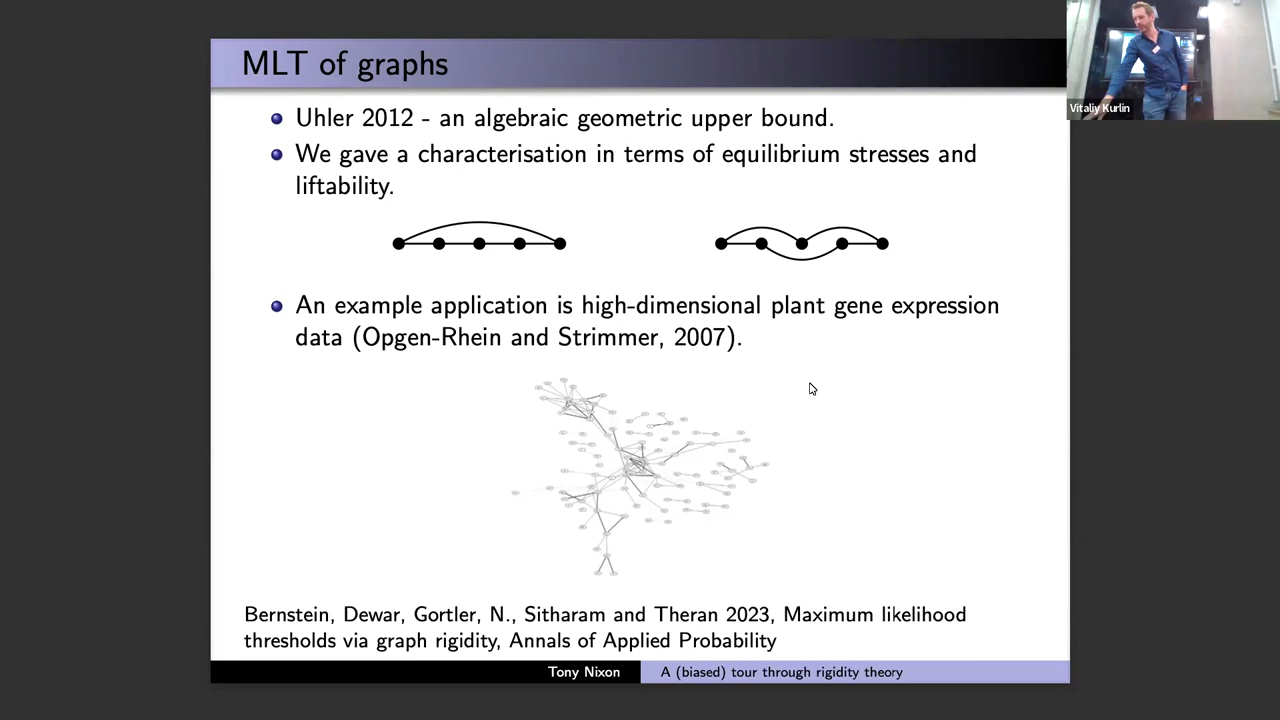 MLT of graphs
Vitaliy Kurlin
Uhler 2012 - an algebraic geometric upper bound.
We gave a characterisation in terms of equilibrium stresses and
liftability.
An example application is high-dimensional plant gene expression
data (Opgen-Rhein and Strimmer, 2007).
Bernstein, Dewar, Gortler, N., Sitharam and Theran 2023, Maximum likelihood
thresholds via graph rigidity, Annals of Applied Probability
Tony Nixon
A (biased) tour through rigidity theory